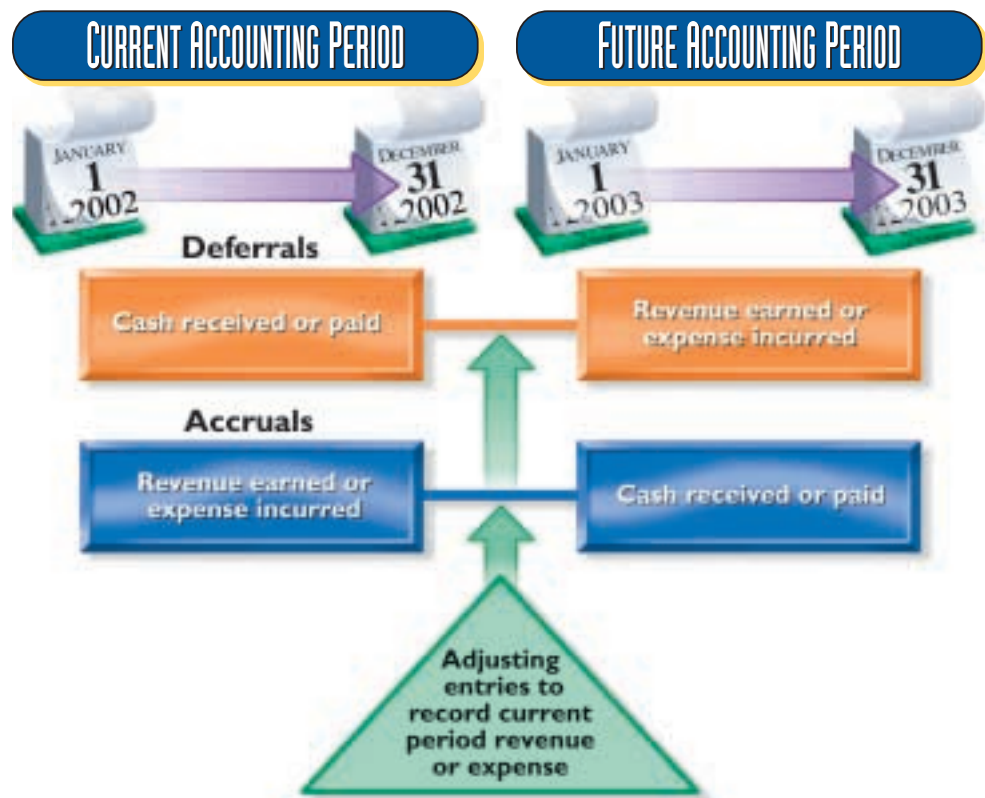 CURRENT ACCOUNTING PERIOD
FUTURE ACCOUNTING PERIOD
JANUARY
1
2002
DECEMBER
31
2002
JANUARY
1
2003
DECEMBER
31
2003
Deferrals
Cash received or paid
Revenue earned or
expense incurred
Accruals
Revenue earned or
expense incurred
Cash received or paid
Adjusting
entries to
record current
period revenue
or expense